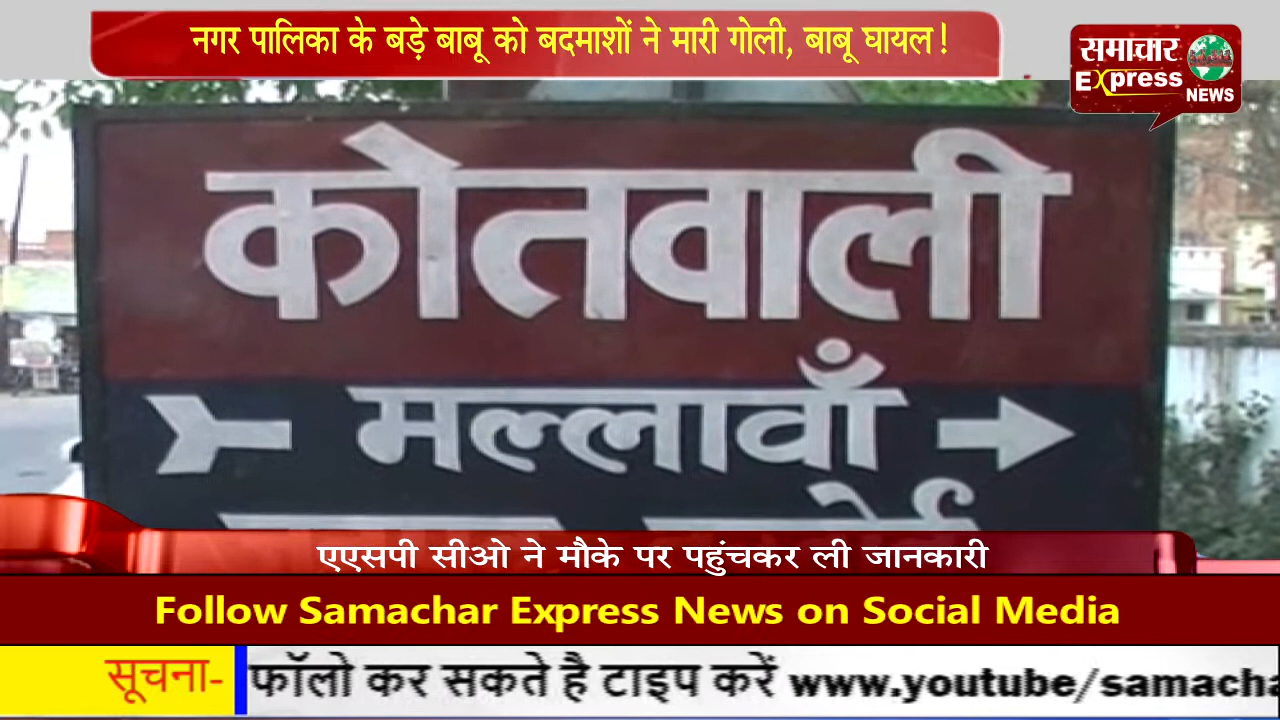 नगर पालिका के बड़े बाबू को बदमाशों ने मारी गोली, बाबू घायल!
समाचार
Express
NEWS
कोतवाली
मल्लावाँ
एएसपी सीओ ने मौके पर पहुंचकर ली जानकारी
Follow Samachar Express News on Social Media
सूचना- फॉलो कर सकते है टाइप करें www.youtube/samacha